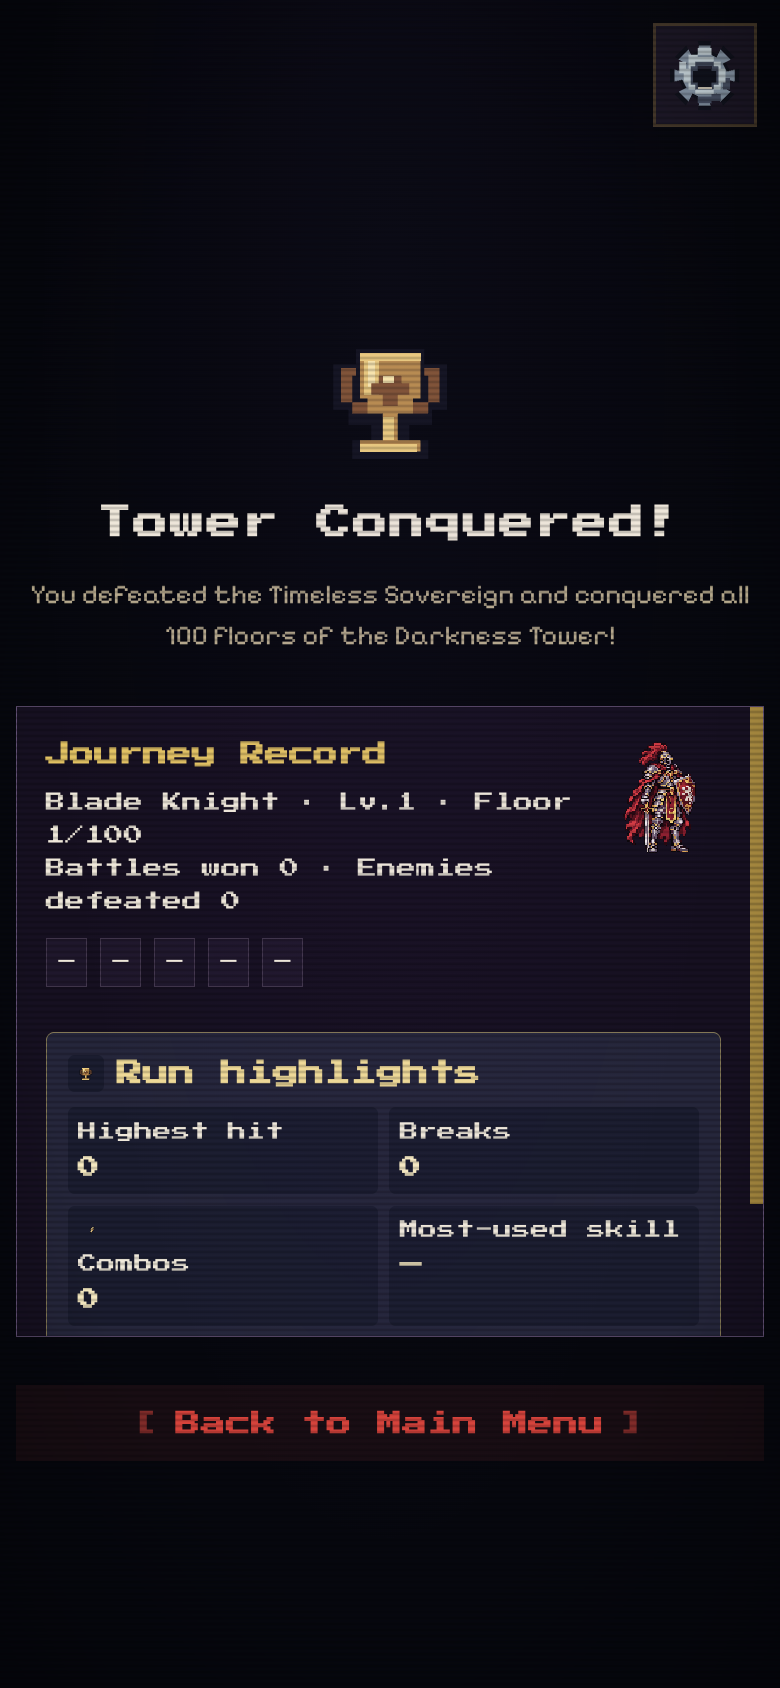 Tower Conquered!
You defeated the Timeless Sovereign and conquered all
100 floors of the Darkness Tower!
Journey Record
Blade Knight · Lv.1 · Floor
1/100
Battles won 0 · Enemies
defeated 0
— — — — —
Run highlights
Highest hit
0
Breaks
0
Combos
0
Most-used skill
—
[ Back to Main Menu ]